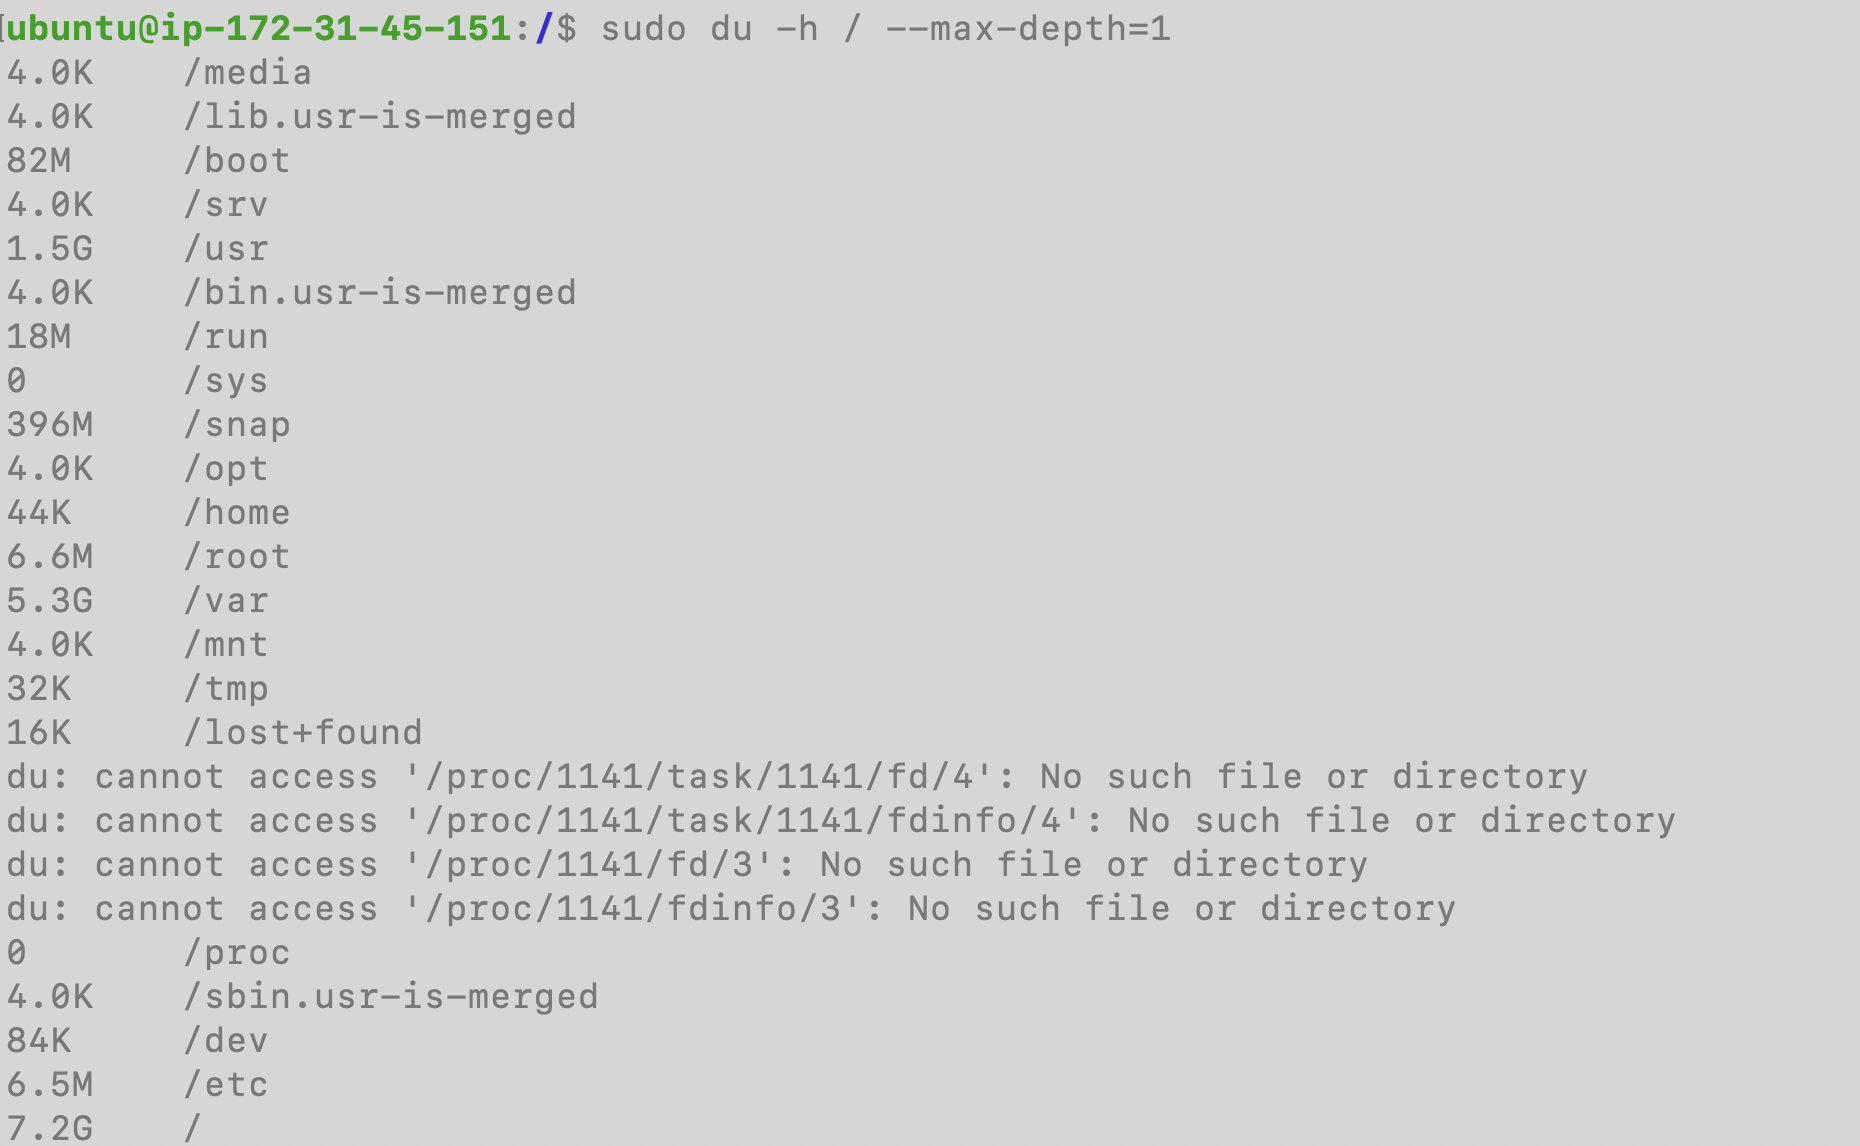 ubuntu@ip-172-31-45-151:/$ sudo du -h / --max-depth=1
4.0K	/media
4.0K	/lib.usr-is-merged
82M	/boot
4.0K	/srv
1.5G	/usr
4.0K	/bin.usr-is-merged
18M	/run
0	/sys
396M	/snap
4.0K	/opt
44K	/home
6.6M	/root
5.3G	/var
4.0K	/mnt
32K	/tmp
16K	/lost+found
du: cannot access '/proc/1141/task/1141/fd/4': No such file or directory
du: cannot access '/proc/1141/task/1141/fdinfo/4': No such file or directory
du: cannot access '/proc/1141/fd/3': No such file or directory
du: cannot access '/proc/1141/fdinfo/3': No such file or directory
0	/proc
4.0K	/sbin.usr-is-merged
84K	/dev
6.5M	/etc
7.2G	/